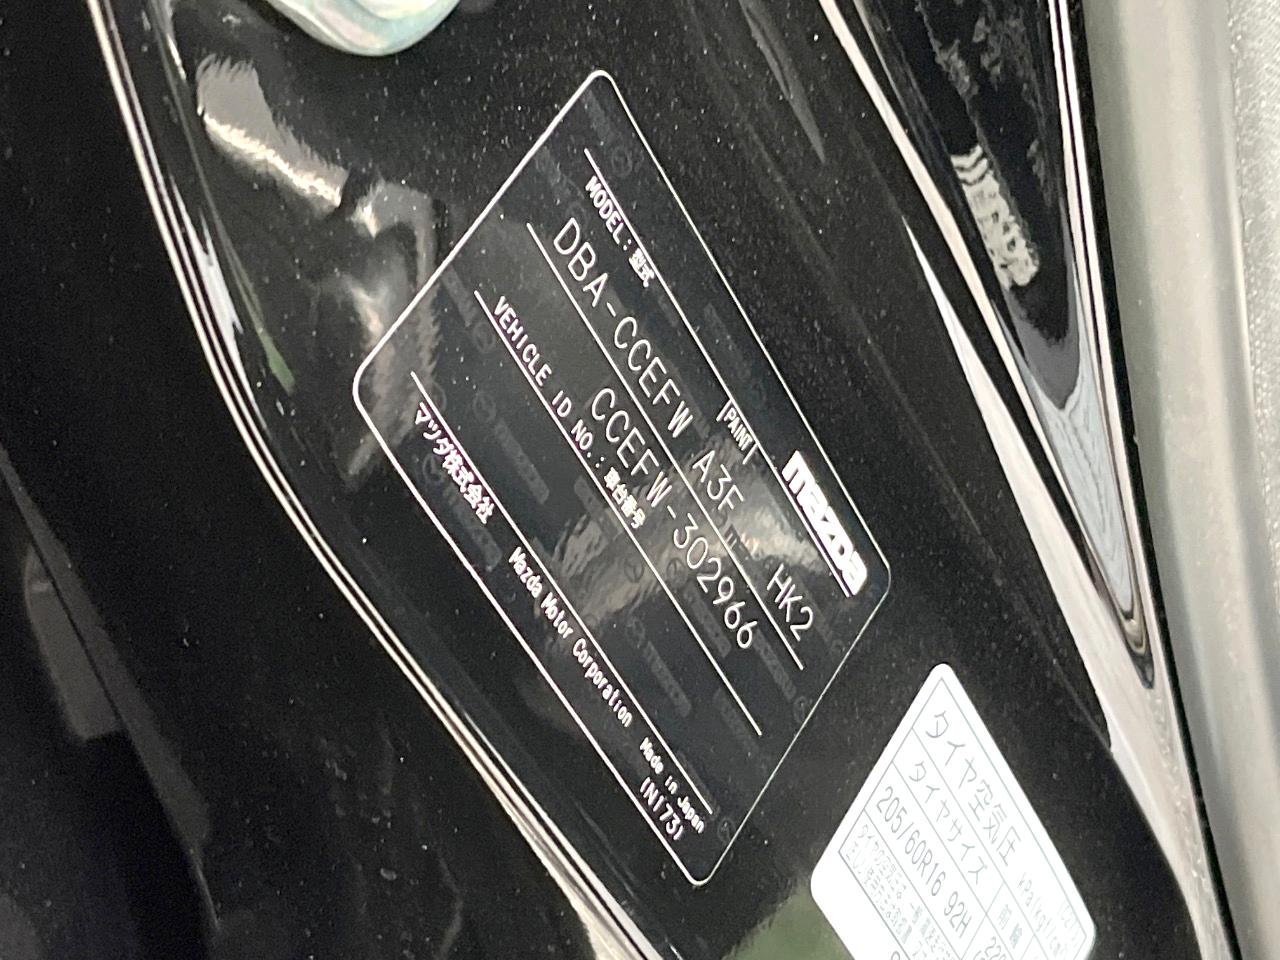 mazda
MODEL：型式 PAINT
DBA-CCEFW A3F HK2
VEHICLE ID NO.：車台番号
CCEFW-302966
マツダ株式会社 Mazda Motor Corporation Made in Japan
(N173)
タイヤ空気圧
タイヤサイズ 前輪
205/60R16 92H